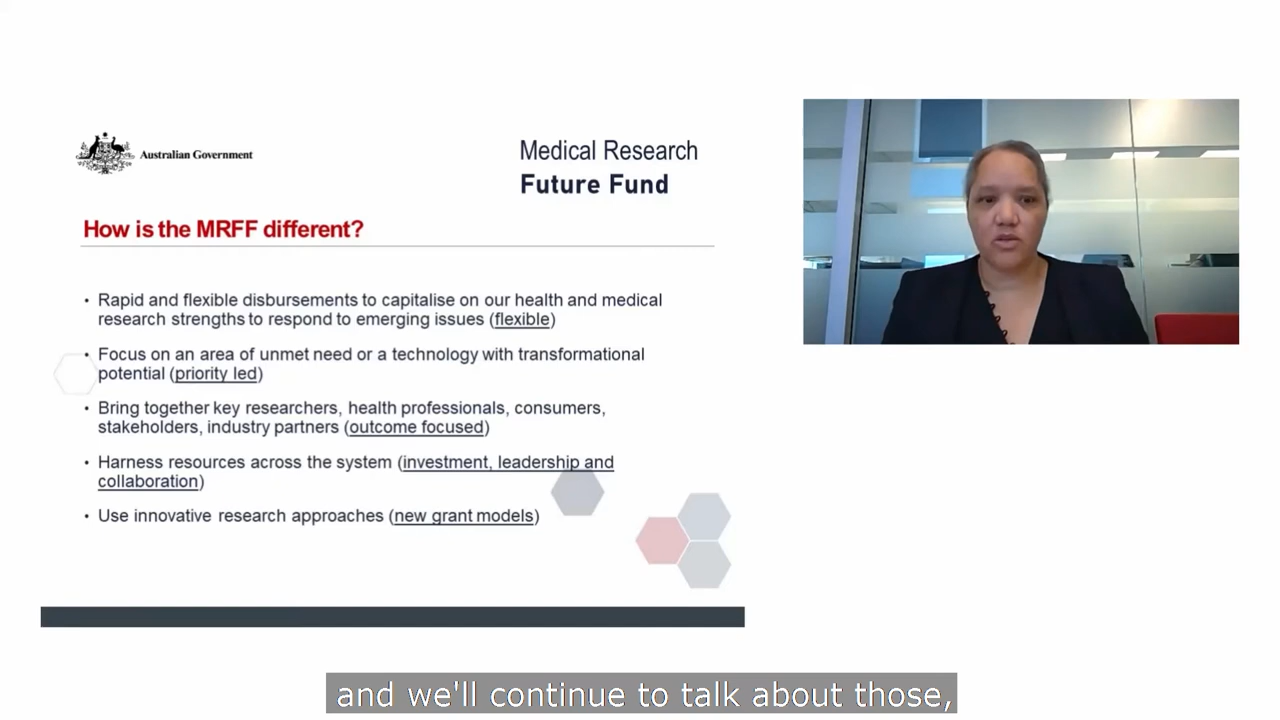 Australian Government
Medical Research
Future Fund
How is the MRFF different?
• Rapid and flexible disbursements to capitalise on our health and medical
research strengths to respond to emerging issues (flexible)
• Focus on an area of unmet need or a technology with transformational
potential (priority led)
• Bring together key researchers, health professionals, consumers,
stakeholders, industry partners (outcome focused)
• Harness resources across the system (investment, leadership and
collaboration)
• Use innovative research approaches (new grant models)
and we'll continue to talk about those,